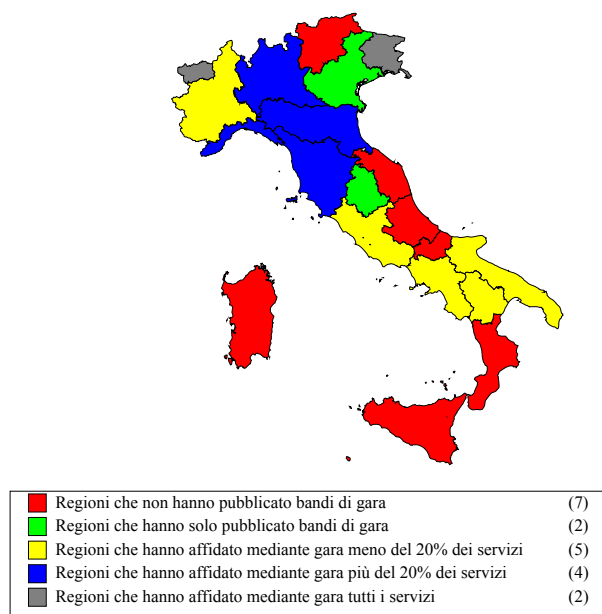 Regioni che non hanno pubblicato bandi di gara (7)
Regioni che hanno solo pubblicato bandi di gara (2)
Regioni che hanno affidato mediante gara meno del 20% dei servizi (5)
Regioni che hanno affidato mediante gara più del 20% dei servizi (4)
Regioni che hanno affidato mediante gara tutti i servizi (2)